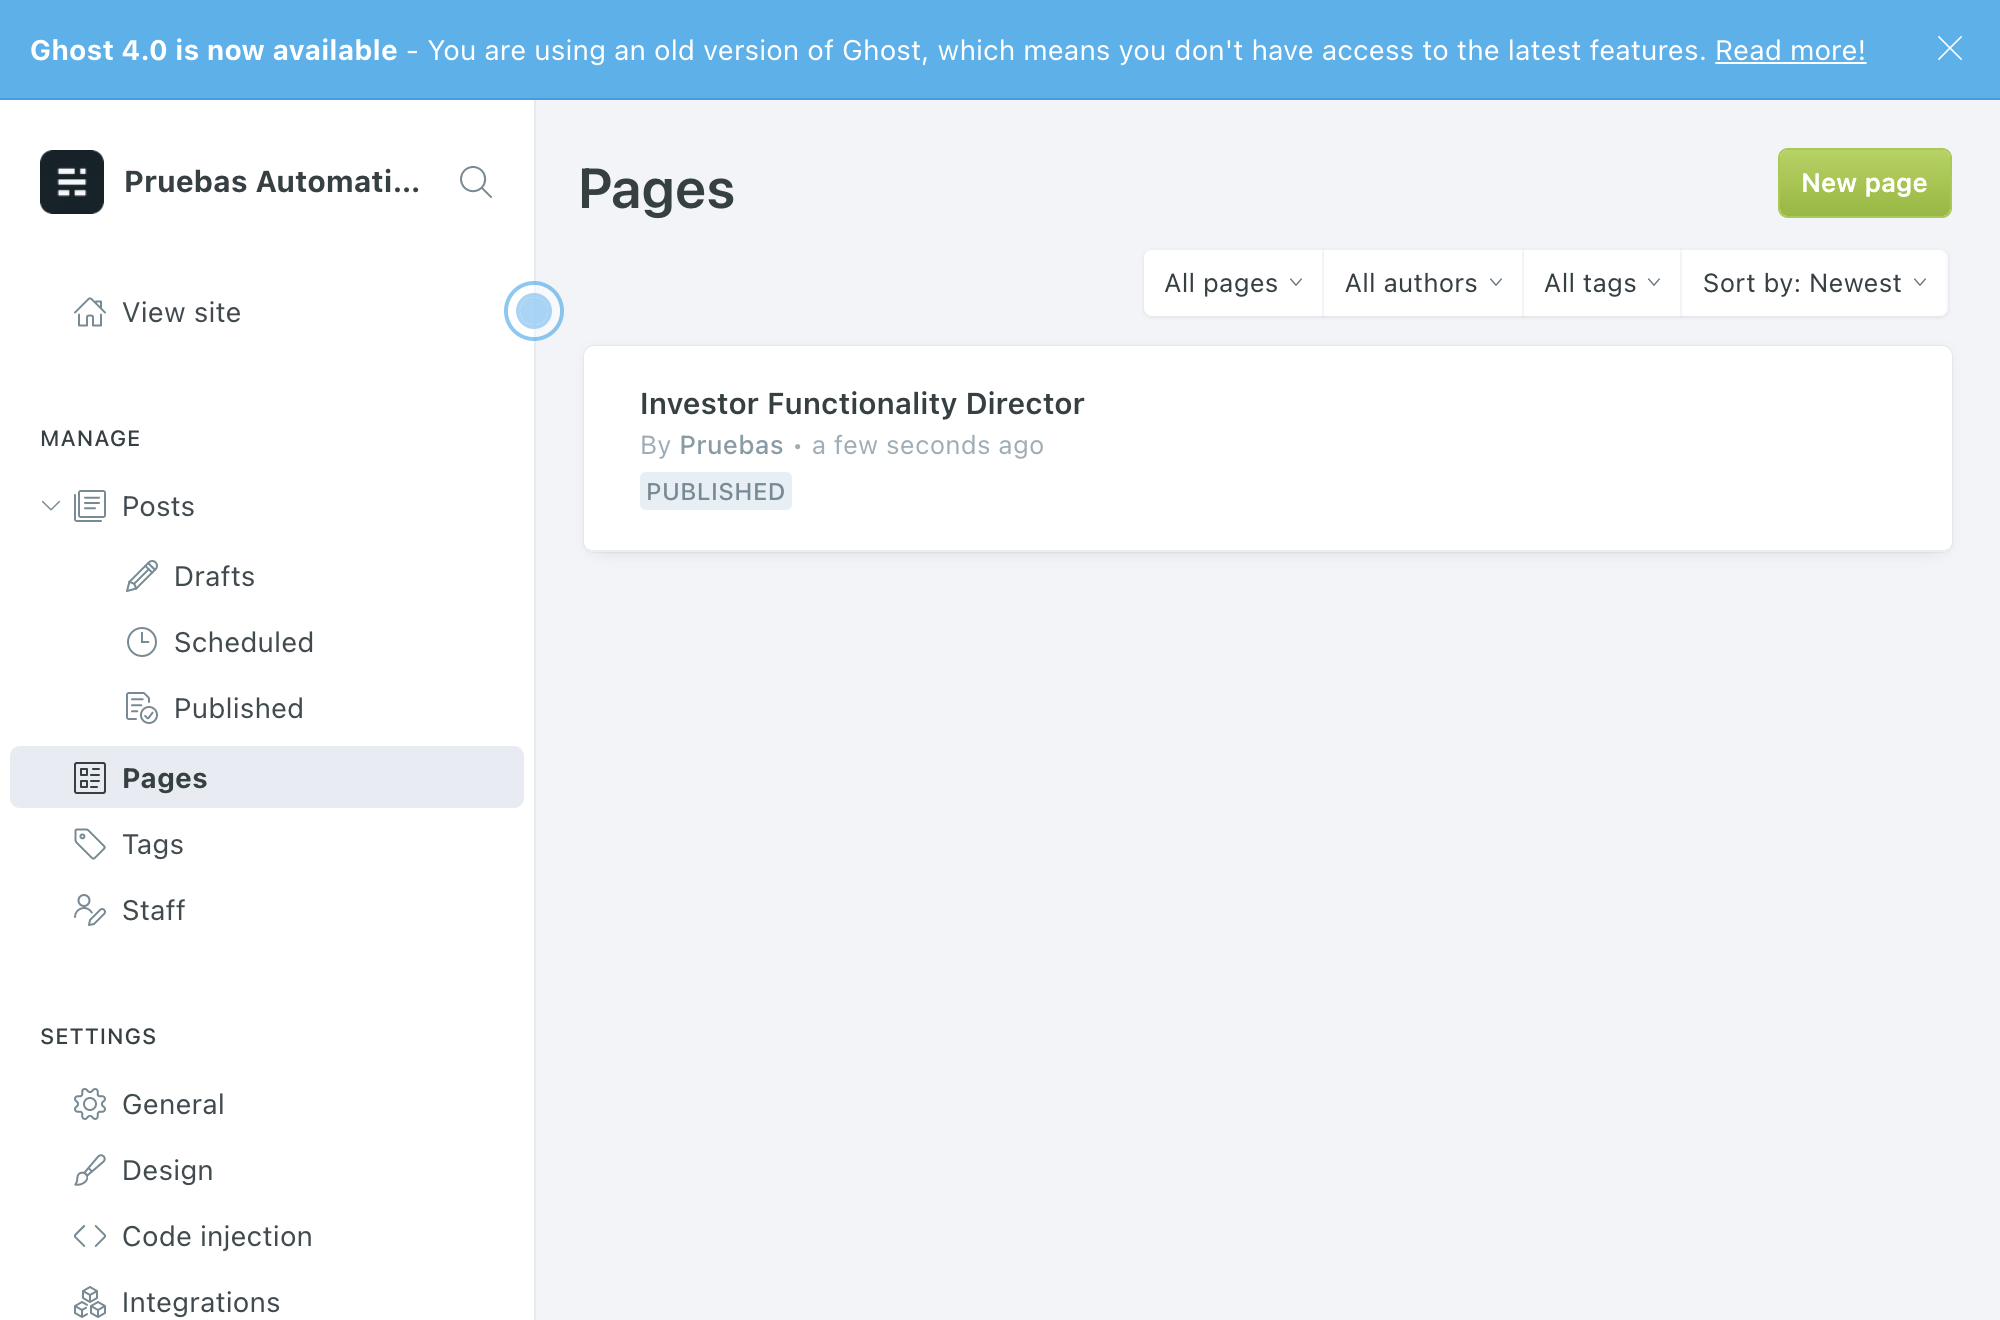 Ghost 4.0 is now available - You are using an old version of Ghost, which means you don't have access to the latest features. Read more!
Pruebas Automati...
View site
MANAGE
Posts
Drafts
Scheduled
Published
Pages
Tags
Staff
SETTINGS
General
Design
Code injection
Integrations
Pages
New page
All pages
All authors
All tags
Sort by: Newest
Investor Functionality Director
By Pruebas • a few seconds ago
PUBLISHED